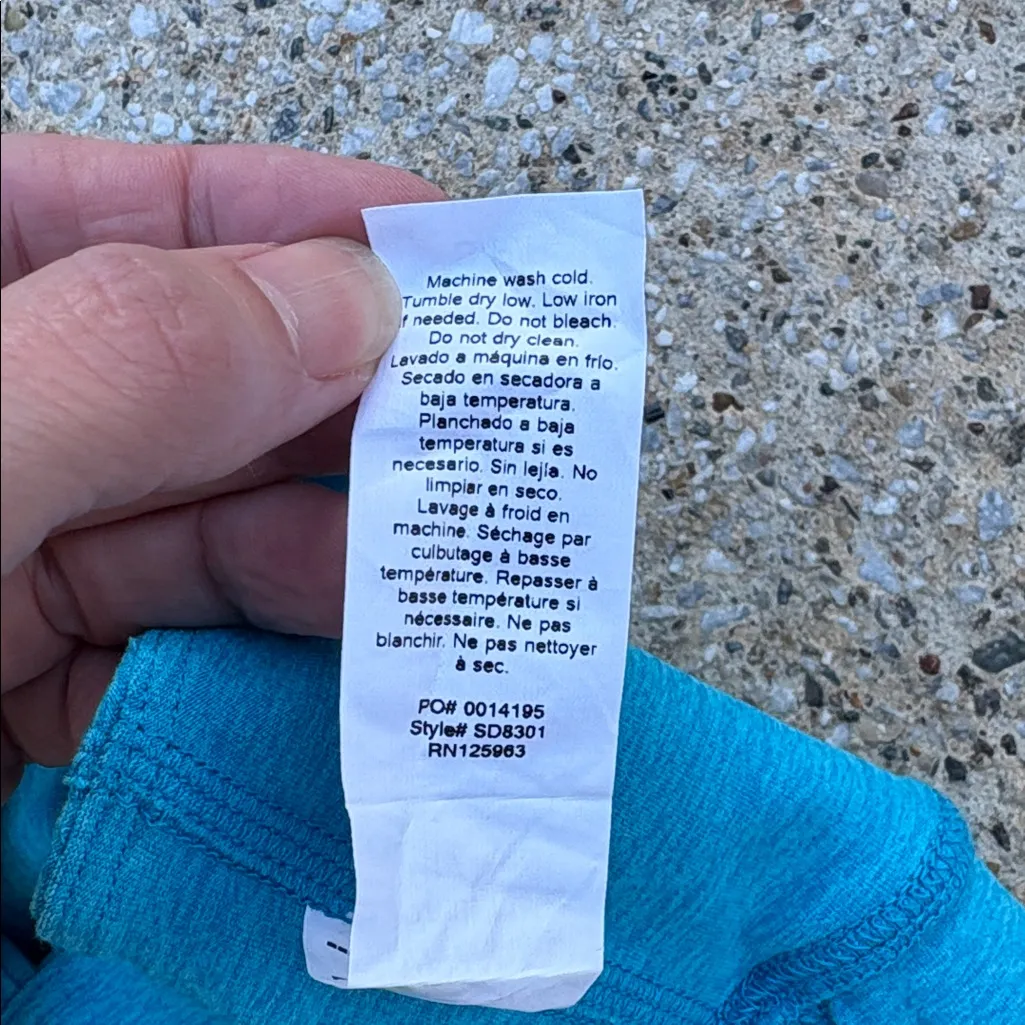 Machine wash cold.
Tumble dry low. Low iron
if needed. Do not bleach.
Do not dry clean.
Lavado a máquina en frío.
Secado en secadora a
baja temperatura.
Planchado a baja
temperatura si es
necesario. Sin lejía. No
limpiar en seco.
Lavage à froid en
machine. Séchage par
culbutage à basse
température. Repasser à
basse température si
nécessaire. Ne pas
blanchir. Ne pas nettoyer
à sec.
PO# 0014195
Style# SD8301
RN125963